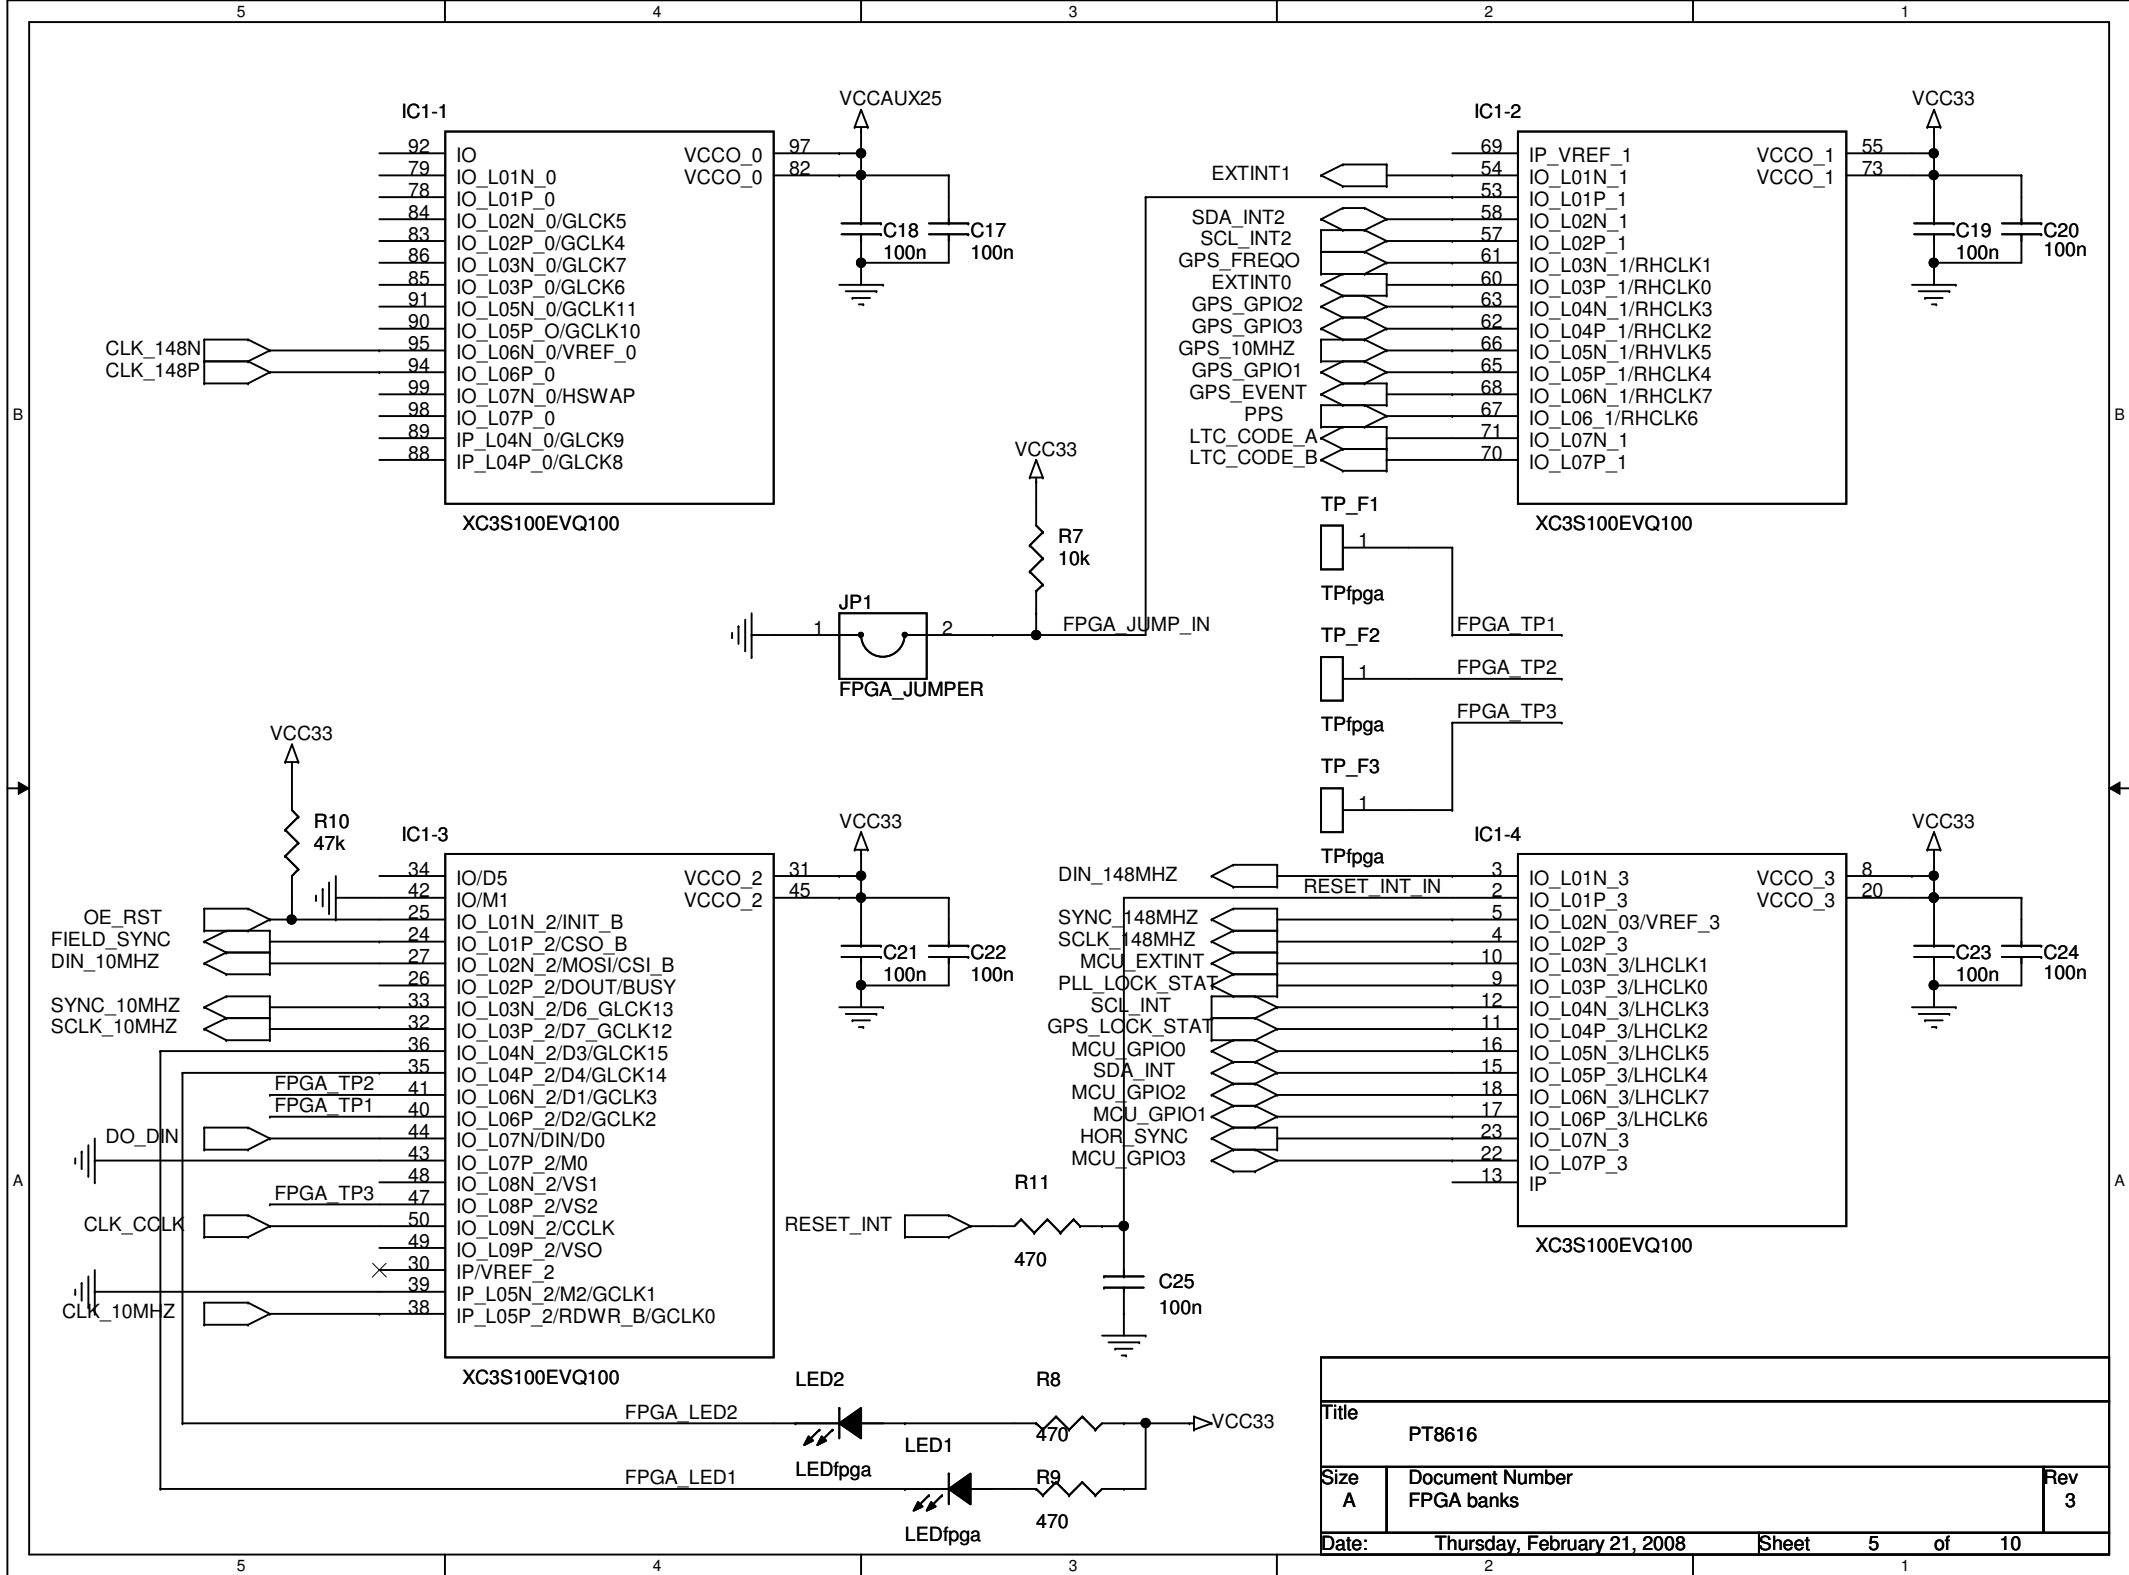 5 4 3 2 1
B
A
B
A
IC1-1
VCCAUX25
92 IO VCCO_0 97
79 IO_L01N_0 VCCO_0 82
78 IO_L01P_0
84 IO_L02N_0/GLCK5
83 IO_L02P_0/GCLK4
86 IO_L03N_0/GLCK7
85 IO_L03P_0/GLCK6
91 IO_L05N_0/GCLK11
90 IO_L05P_O/GCLK10
CLK_148N 95 IO_L06N_0/VREF_0
CLK_148P 94 IO_L06P_0
99 IO_L07N_0/HSWAP
98 IO_L07P_0
89 IP_L04N_0/GLCK9
88 IP_L04P_0/GLCK8
XC3S100EVQ100
C18
100n
C17
100n
IC1-2
VCC33
69 IP_VREF_1 VCCO_1 55
EXTINT1 54 IO_L01N_1 VCCO_1 73
53 IO_L01P_1
SDA_INT2 58 IO_L02N_1
SCL_INT2 57 IO_L02P_1
GPS_FREQO 61 IO_L03N_1/RHCLK1
EXTINT0 60 IO_L03P_1/RHCLK0
GPS_GPIO2 63 IO_L04N_1/RHCLK3
GPS_GPIO3 62 IO_L04P_1/RHCLK2
GPS_10MHZ 66 IO_L05N_1/RHVLK5
GPS_GPIO1 65 IO_L05P_1/RHCLK4
GPS_EVENT 68 IO_L06N_1/RHCLK7
PPS 67 IO_L06_1/RHCLK6
LTC_CODE_A 71 IO_L07N_1
LTC_CODE_B 70 IO_L07P_1
XC3S100EVQ100
C19
100n
C20
100n
VCC33
R7
10k
JP1
1 2
FPGA_JUMPER
FPGA_JUMP_IN
TP_F1
1
TPfpga
FPGA_TP1
TP_F2
1
TPfpga
FPGA_TP2
TP_F3
1
TPfpga
FPGA_TP3
VCC33
R10
47k
IC1-3
VCC33
34 IO/D5 VCCO_2 31
42 IO/M1 VCCO_2 45
OE_RST 25 IO_L01N_2/INIT_B
FIELD_SYNC 24 IO_L01P_2/CSO_B
DIN_10MHZ 27 IO_L02N_2/MOSI/CSI_B
26 IO_L02P_2/DOUT/BUSY
SYNC_10MHZ 33 IO_L03N_2/D6_GLCK13
SCLK_10MHZ 32 IO_L03P_2/D7_GCLK12
36 IO_L04N_2/D3/GLCK15
35 IO_L04P_2/D4/GLCK14
FPGA_TP2 41 IO_L06N_2/D1/GCLK3
FPGA_TP1 40 IO_L06P_2/D2/GCLK2
DO_DIN 44 IO_L07N/DIN/D0
43 IO_L07P_2/M0
48 IO_L08N_2/VS1
FPGA_TP3 47 IO_L08P_2/VS2
CLK_CCLK 50 IO_L09N_2/CCLK
49 IO_L09P_2/VSO
30 IP/VREF_2
39 IP_L05N_2/M2/GCLK1
CLK_10MHZ 38 IP_L05P_2/RDWR_B/GCLK0
XC3S100EVQ100
C21
100n
C22
100n
IC1-4
VCC33
DIN_148MHZ 3 IO_L01N_3 VCCO_3 8
RESET_INT_IN 2 IO_L01P_3 VCCO_3 20
SYNC_148MHZ 5 IO_L02N_03/VREF_3
SCLK_148MHZ 4 IO_L02P_3
MCU_EXTINT 10 IO_L03N_3/LHCLK1
PLL_LOCK_STAT 9 IO_L03P_3/LHCLK0
SCL_INT 12 IO_L04N_3/LHCLK3
GPS_LOCK_STAT 11 IO_L04P_3/LHCLK2
MCU_GPIO0 16 IO_L05N_3/LHCLK5
SDA_INT 15 IO_L05P_3/LHCLK4
MCU_GPIO2 18 IO_L06N_3/LHCLK7
MCU_GPIO1 17 IO_L06P_3/LHCLK6
HOR_SYNC 23 IO_L07N_3
MCU_GPIO3 22 IO_L07P_3
13 IP
XC3S100EVQ100
C23
100n
C24
100n
RESET_INT
R11
470
C25
100n
FPGA_LED2
LED2
LEDfpga
R8
470
VCC33
FPGA_LED1
LED1
LEDfpga
R9
470
Title
PT8616
Size
A
Document Number
FPGA banks
Rev
3
Date: Thursday, February 21, 2008 Sheet 5 of 10
5 4 3 2 1